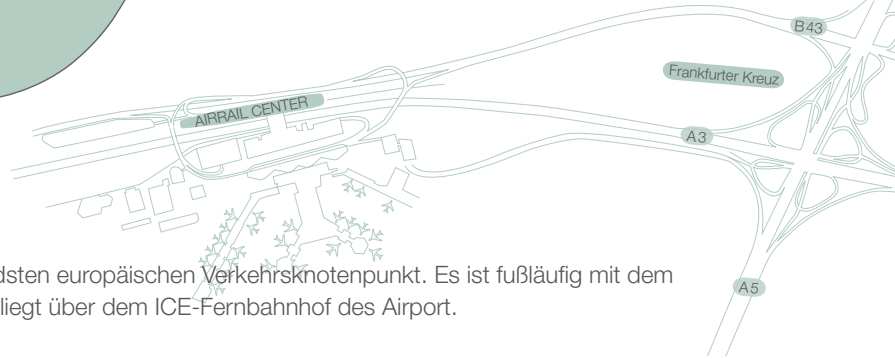 B43
Frankfurter Kreuz
AIRRAIL CENTER
A3
europäischen Verkehrsknotenpunkt. Es ist fußläufig mit dem
liegt über dem ICE-Fernbahnhof des Airport.
A5